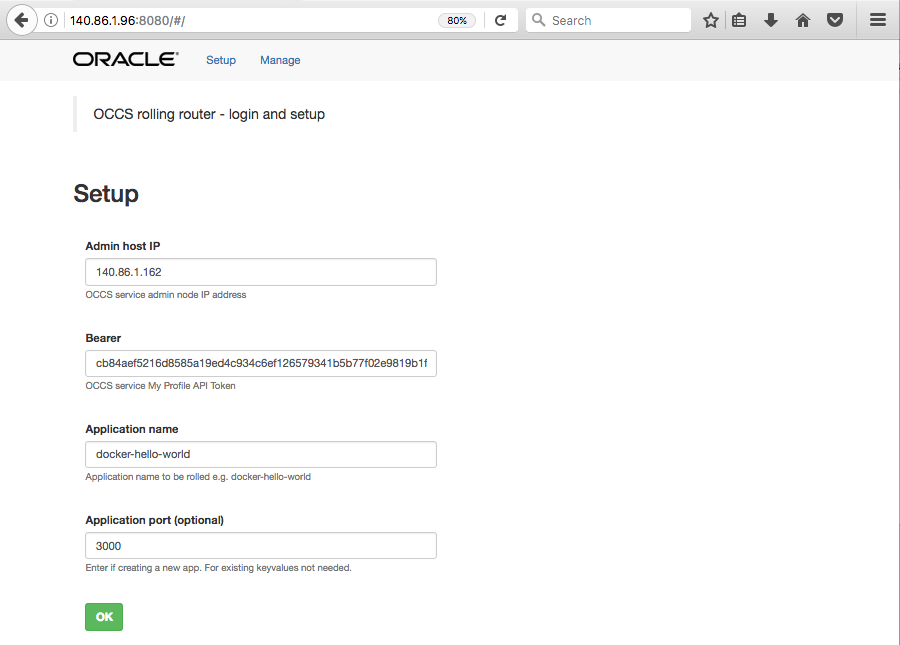 140.86.1.96:8080/#/ 80% Search
ORACLE® Setup Manage
OCCS rolling router - login and setup
Setup
Admin host IP
140.86.1.162
OCCS service admin node IP address
Bearer
cb84aef5216d8585a19ed4c934c6ef126579341b5b77f02e9819b1f
OCCS service My Profile API Token
Application name
docker-hello-world
Application name to be rolled e.g. docker-hello-world
Application port (optional)
3000
Enter if creating a new app. For existing keyvalues not needed.
OK